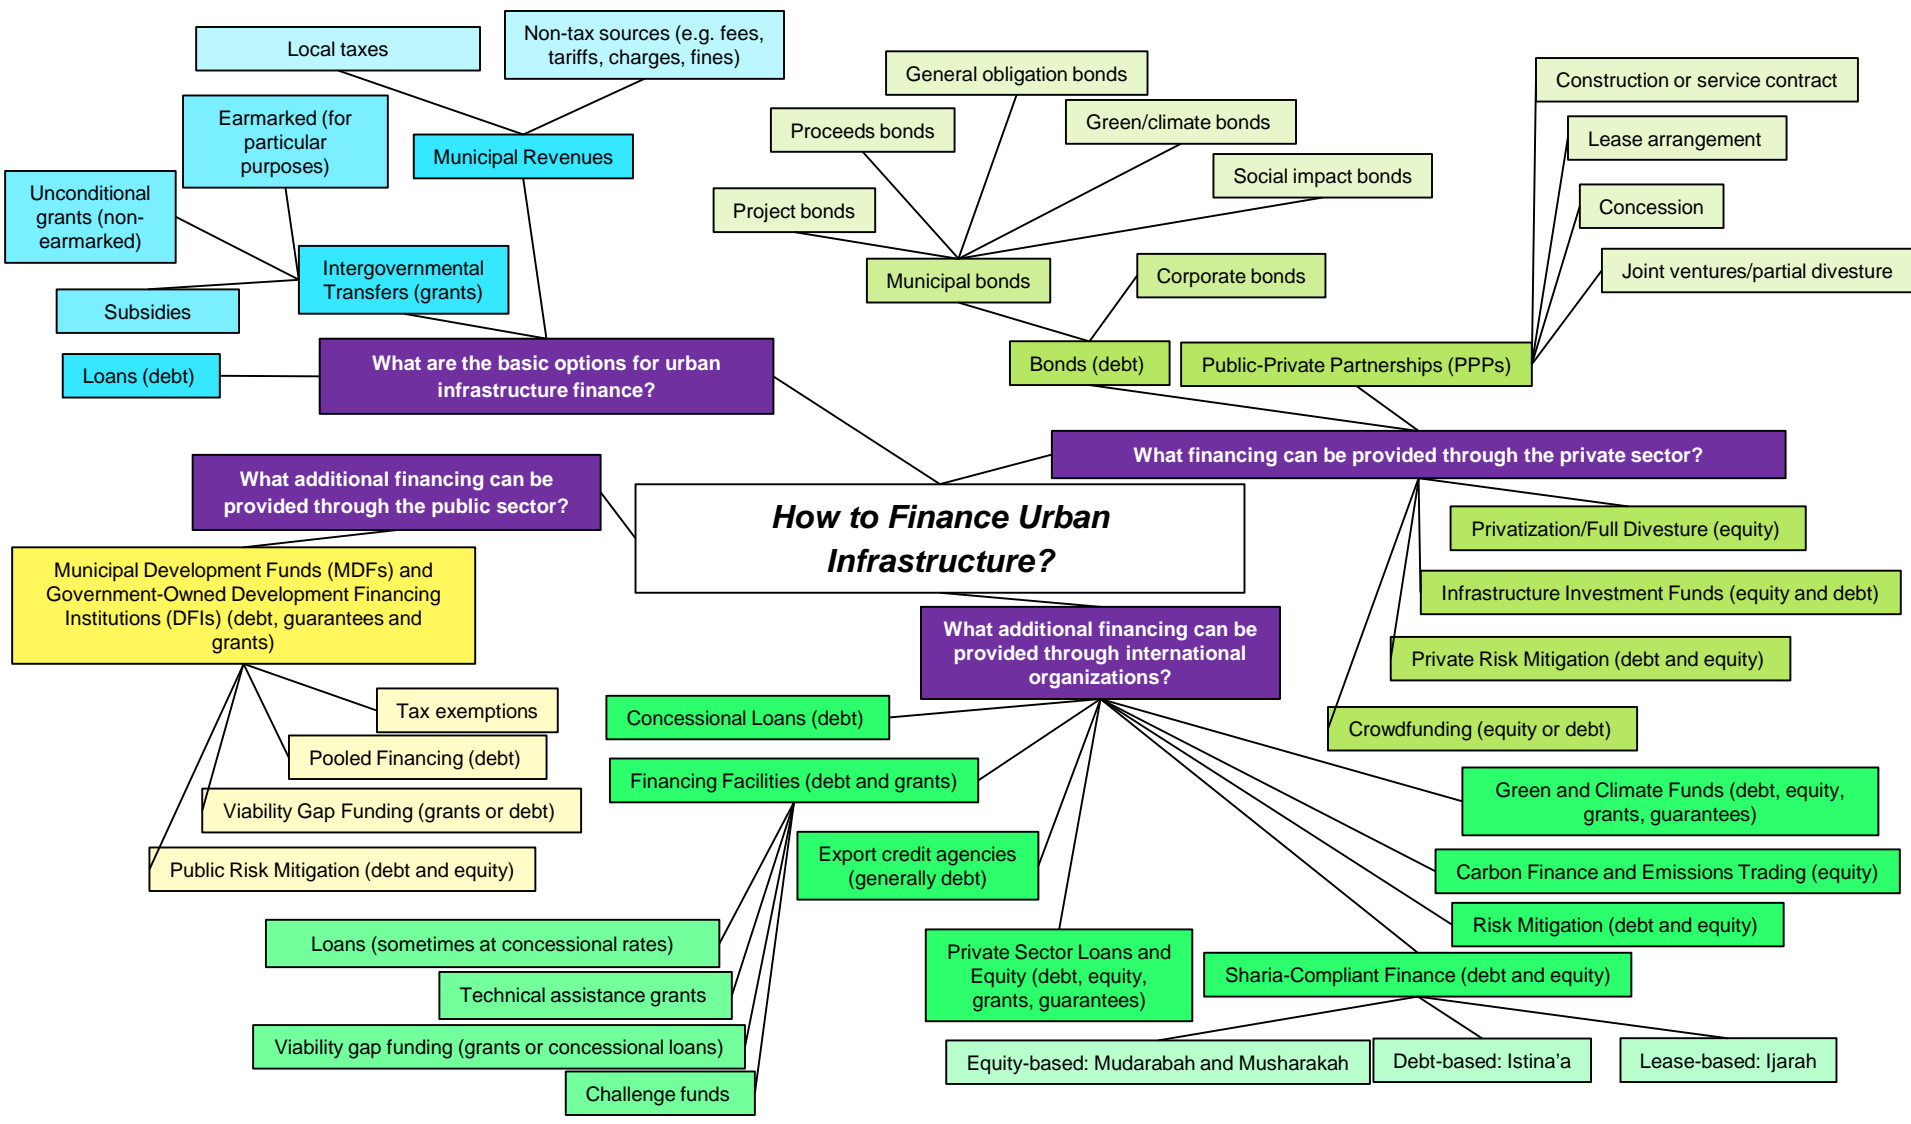 Local taxes
Non-tax sources (e.g. fees,
tariffs, charges, fines)
Earmarked (for
particular
purposes)
Municipal Revenues
Unconditional
grants (non-
earmarked)
Intergovernmental
Transfers (grants)
Subsidies
Loans (debt)
What are the basic options for urban
infrastructure finance?
General obligation bonds
Proceeds bonds
Green/climate bonds
Social impact bonds
Project bonds
Municipal bonds
Corporate bonds
Bonds (debt)
Construction or service contract
Lease arrangement
Concession
Joint ventures/partial divesture
Public-Private Partnerships (PPPs)
What financing can be provided through the private sector?
What additional financing can be
provided through the public sector?
How to Finance Urban
Infrastructure?
Privatization/Full Divesture (equity)
Infrastructure Investment Funds (equity and debt)
Private Risk Mitigation (debt and equity)
Crowdfunding (equity or debt)
Municipal Development Funds (MDFs) and
Government-Owned Development Financing
Institutions (DFIs) (debt, guarantees and
grants)
Tax exemptions
Pooled Financing (debt)
Viability Gap Funding (grants or debt)
Public Risk Mitigation (debt and equity)
What additional financing can be
provided through international
organizations?
Concessional Loans (debt)
Financing Facilities (debt and grants)
Export credit agencies
(generally debt)
Green and Climate Funds (debt, equity,
grants, guarantees)
Carbon Finance and Emissions Trading (equity)
Risk Mitigation (debt and equity)
Loans (sometimes at concessional rates)
Technical assistance grants
Viability gap funding (grants or concessional loans)
Challenge funds
Private Sector Loans and
Equity (debt, equity,
grants, guarantees)
Sharia-Compliant Finance (debt and equity)
Equity-based: Mudarabah and Musharakah
Debt-based: Istina’a
Lease-based: Ijarah